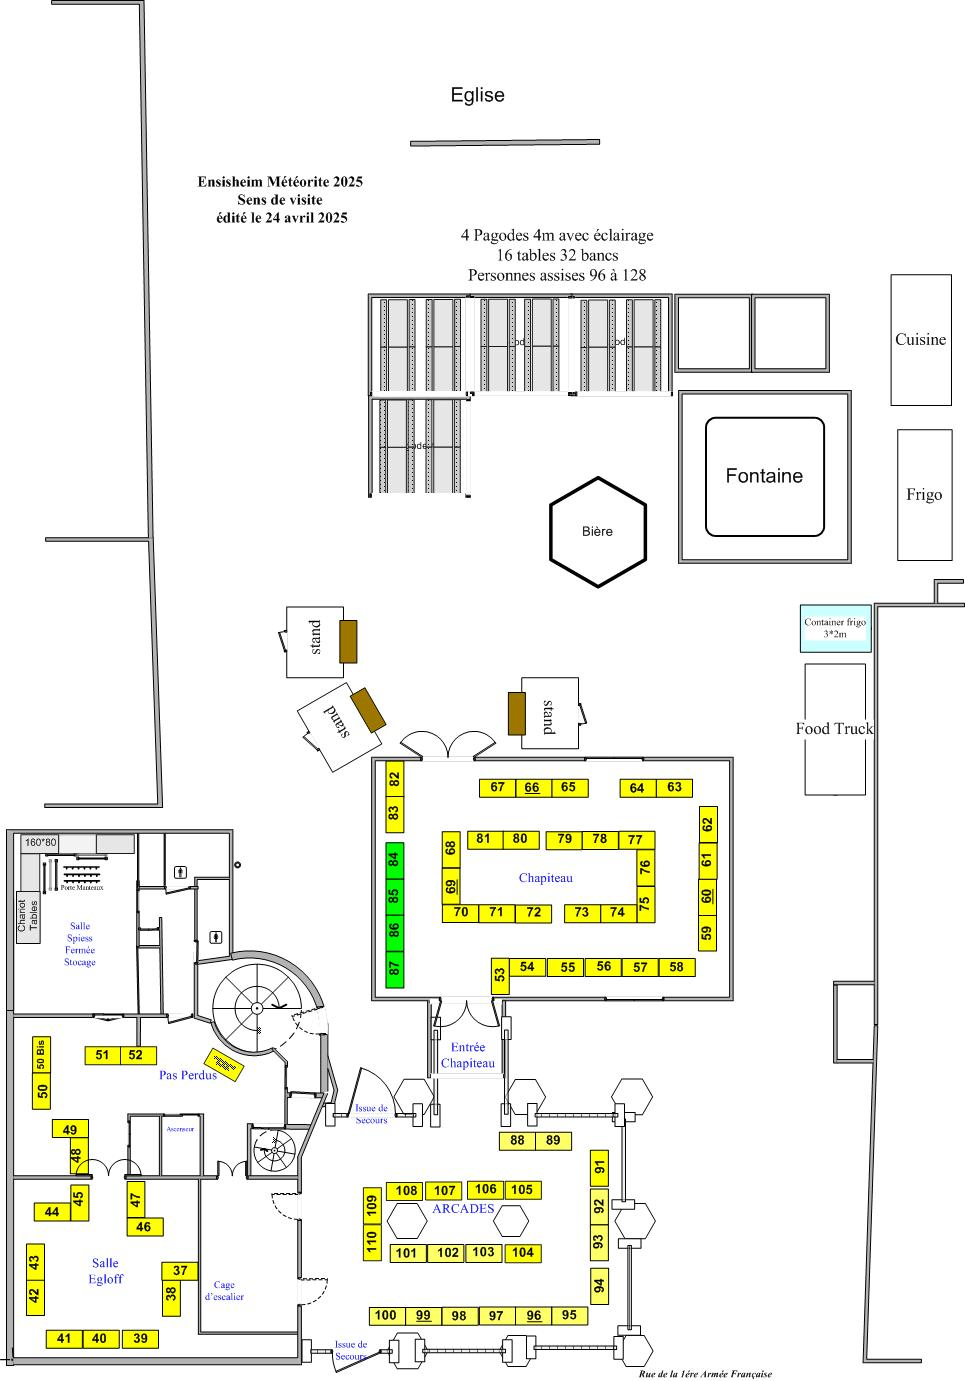 Eglise
Ensisheim Météorite 2025
Sens de visite
édité le 24 avril 2025
4 Pagodes 4m avec éclairage
16 tables 32 bancs
Personnes assises 96 à 128
Cuisine
Fontaine
Frigo
Bière
Container frigo
3*2m
Food Truck
stand
stand
stand
82
83
84
85
86
87
67
66
65
64
63
62
61
60
59
81
80
79
78
77
68
69
76
75
Chapiteau
70
71
72
73
74
53
54
55
56
57
58
160*80
Porte Manteaux
Chariot
Tables
Salle
Spiess
Fermée
Stocage
Entrée
Chapiteau
50 Bis
50
51
52
Pas Perdus
Issue de
Secours
49
48
Ascenseur
88
89
91
92
93
94
109
110
108
107
106
105
ARCADES
101
102
103
104
45
44
47
46
43
42
Salle
Egloff
37
38
Cage
d'escalier
41
40
39
100
99
98
97
96
95
Issue de
Secours
Rue de la 1ére Armée Française